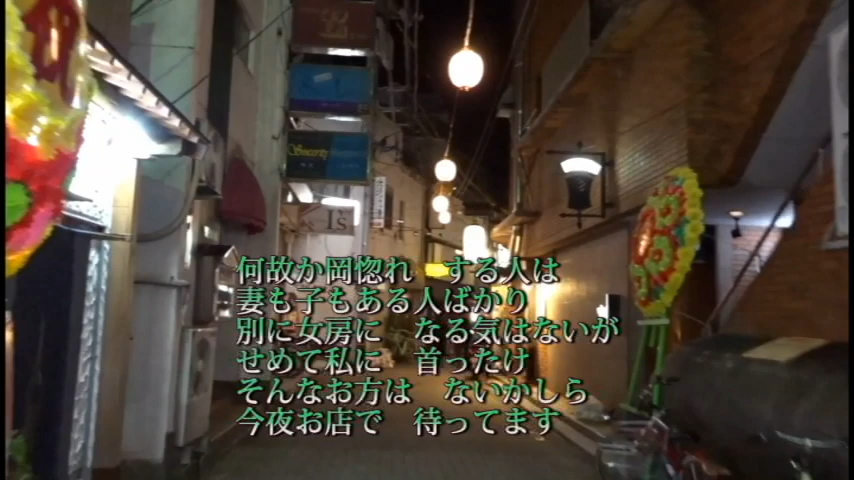 Sincerity
I's
何故か岡惚れ　する人は
妻も子もある人ばかり
別に女房に　なる気はないが
せめて私に　首ったけ
そんなお方は　ないかしら
今夜お店で　待ってます